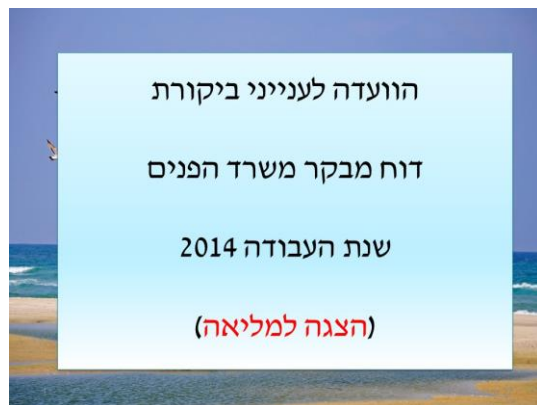 הוועדה לענייני ביקורת
דוח מבקר משרד הפנים
שנת העבודה 2014
(הצגה למליאה)